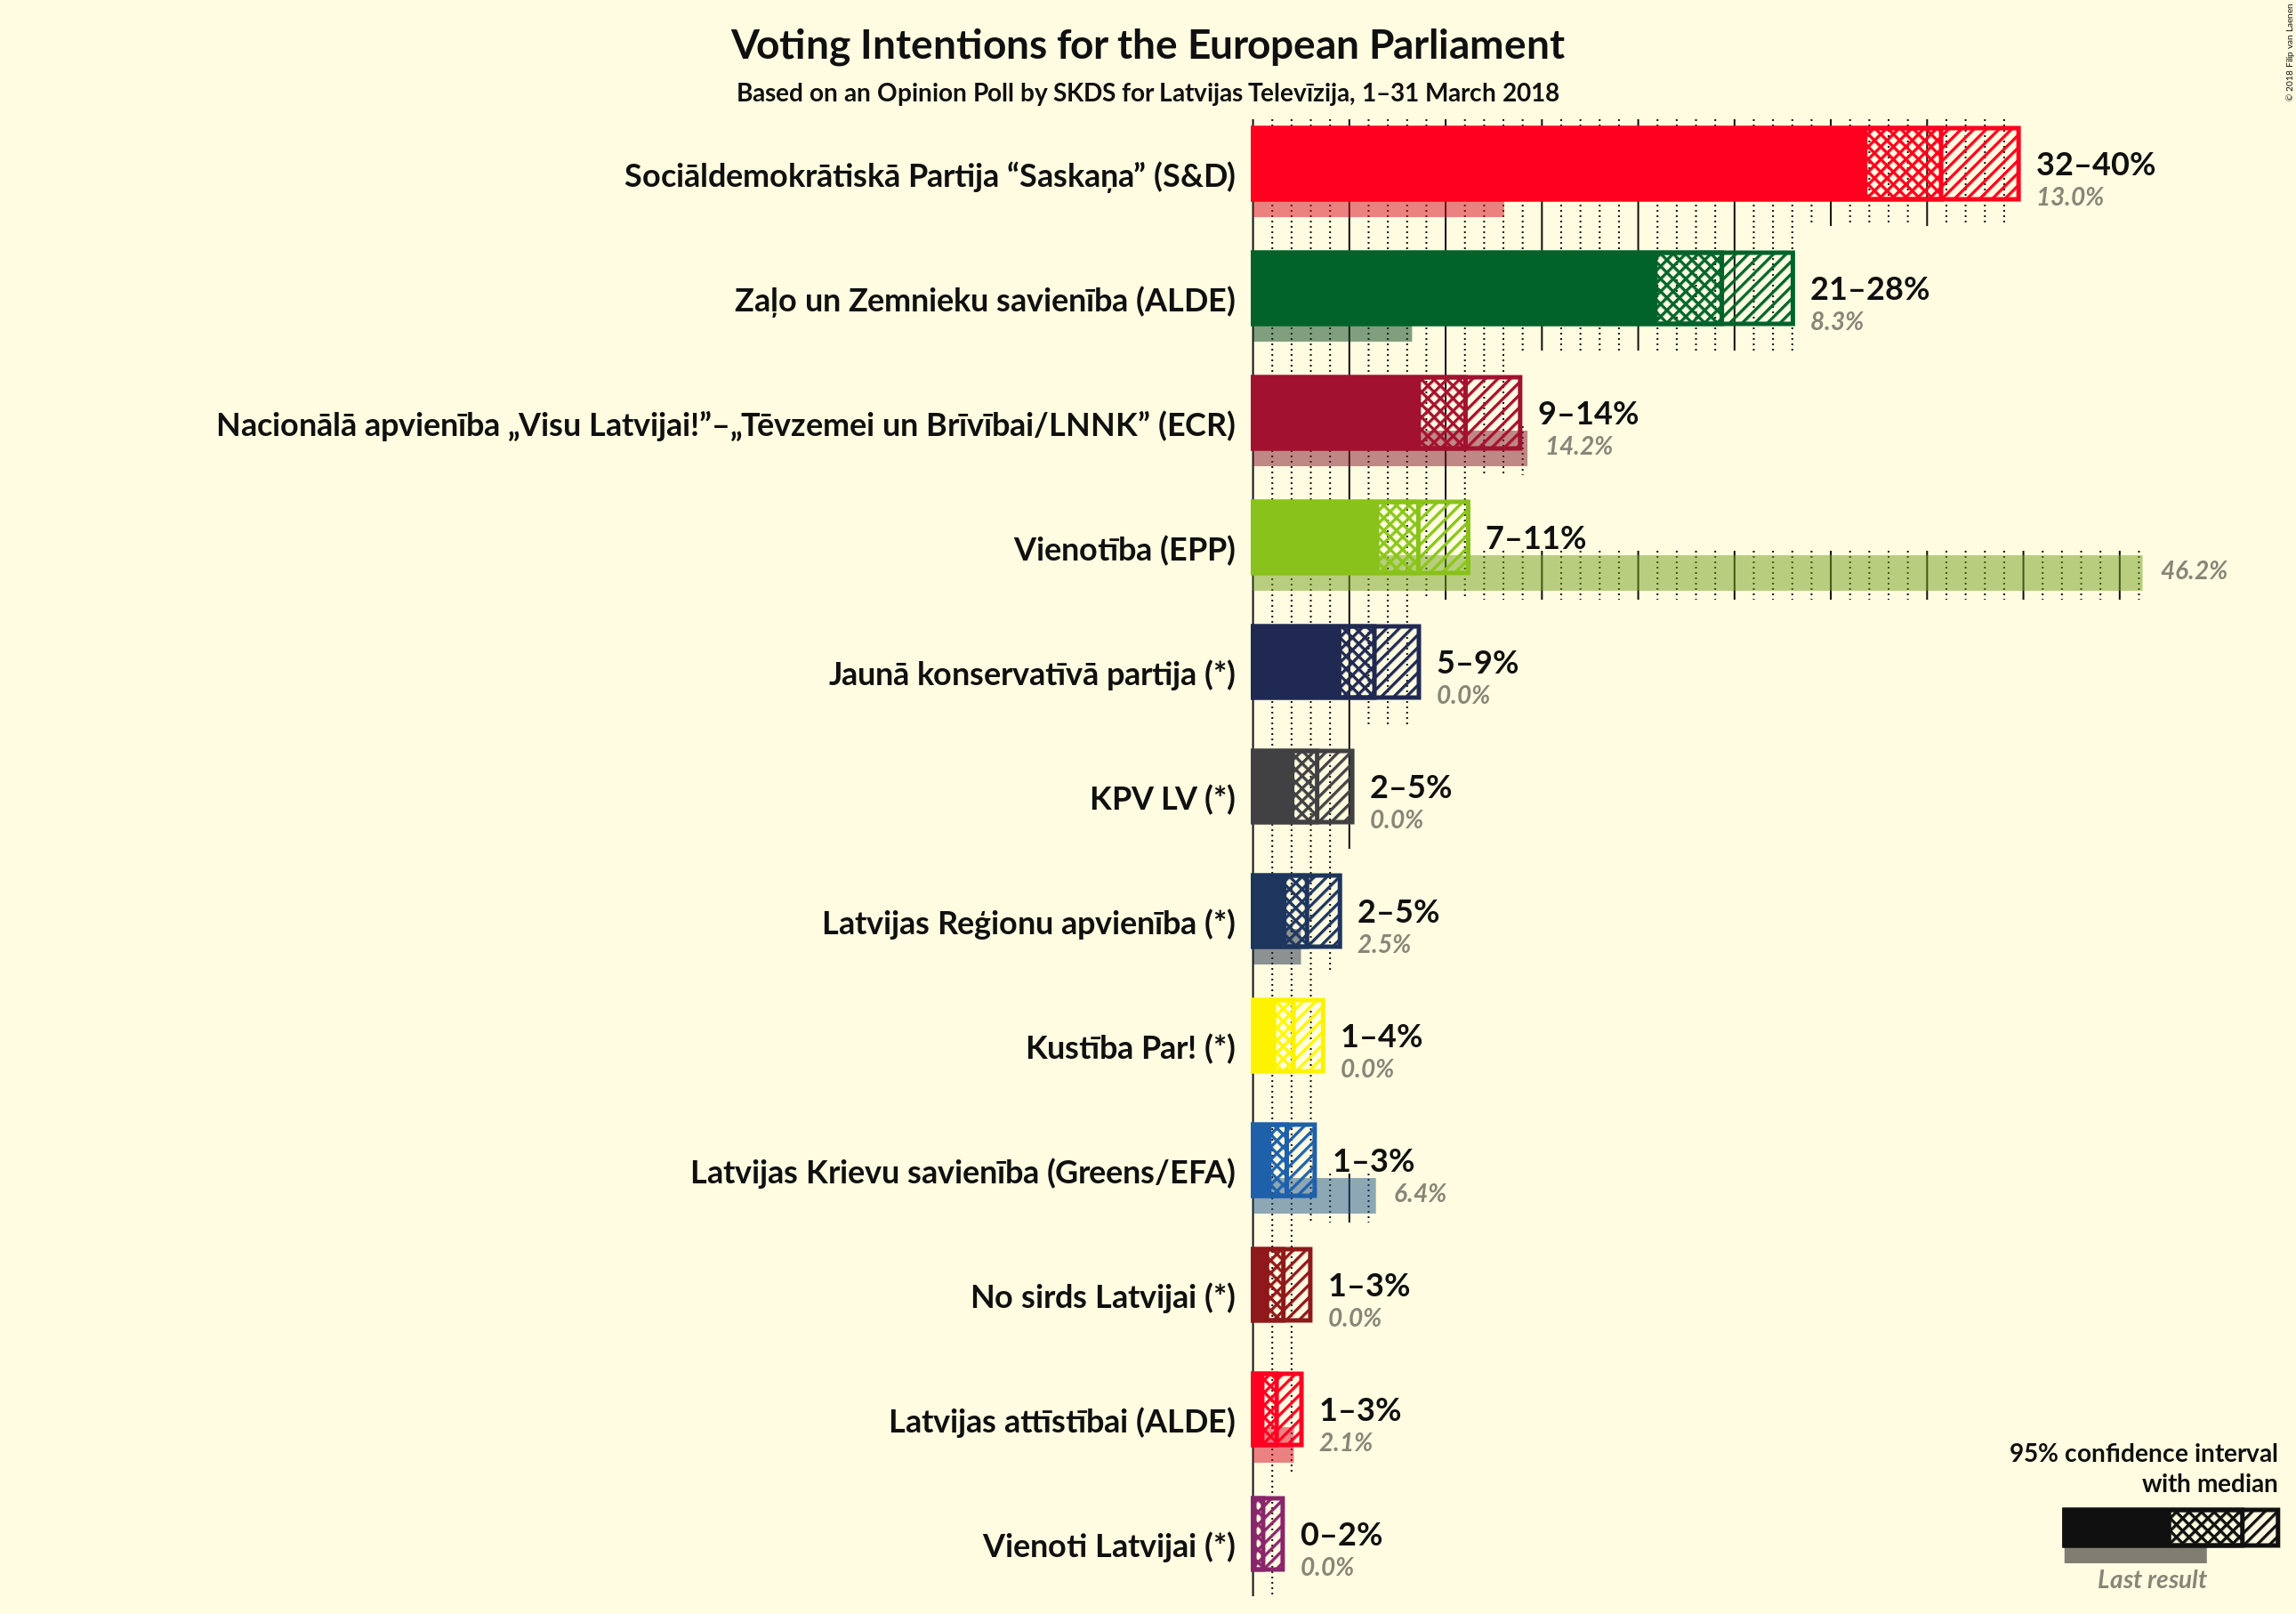 Voting Intentions for the European Parliament
Based on an Opinion Poll by SKDS for Latvijas Televīzija, 1–31 March 2018
© 2018 Filip van Laenen
Sociāldemokrātiskā Partija “Saskaņa” (S&D)
32–40%
13.0%
Zaļo un Zemnieku savienība (ALDE)
21–28%
8.3%
Nacionālā apvienība „Visu Latvijai!”–„Tēvzemei un Brīvībai/LNNK” (ECR)
9–14%
14.2%
Vienotība (EPP)
7–11%
46.2%
Jaunā konservatīvā partija (*)
5–9%
0.0%
KPV LV (*)
2–5%
0.0%
Latvijas Reģionu apvienība (*)
2–5%
2.5%
Kustība Par! (*)
1–4%
0.0%
Latvijas Krievu savienība (Greens/EFA)
1–3%
6.4%
No sirds Latvijai (*)
1–3%
0.0%
Latvijas attīstībai (ALDE)
1–3%
2.1%
Vienoti Latvijai (*)
0–2%
0.0%
95% confidence interval
with median
Last result